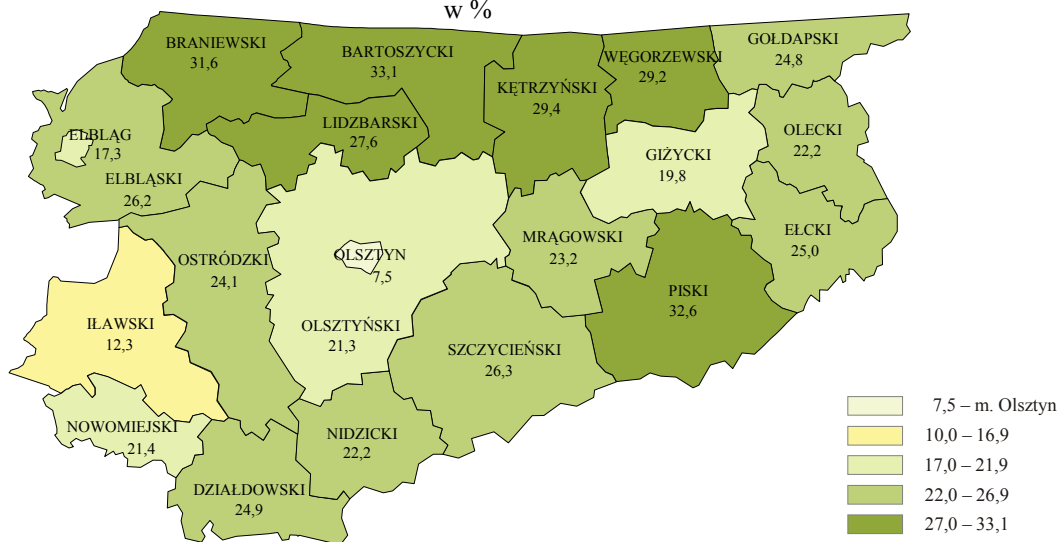 w %
BRANIEWSKI
31,6
BARTOSZYCKI
33,1
KĘTRZYŃSKI
29,4
WĘGORZEWSKI
29,2
GOŁDAPSKI
24,8
ELBLĄG
17,3
ELBLĄSKI
26,2
LIDZBARSKI
27,6
GIŻYCKI
19,8
OLECKI
22,2
OSTRÓDZKI
24,1
OLSZTYN
7,5
MRĄGOWSKI
23,2
EŁCKI
25,0
IŁAWSKI
12,3
OLSZTYŃSKI
21,3
SZCZYCIEŃSKI
26,3
PISKI
32,6
NOWOMIEJSKI
21,4
NIDZICKI
22,2
DZIAŁDOWSKI
24,9
7,5 – m. Olsztyn
10,0 – 16,9
17,0 – 21,9
22,0 – 26,9
27,0 – 33,1